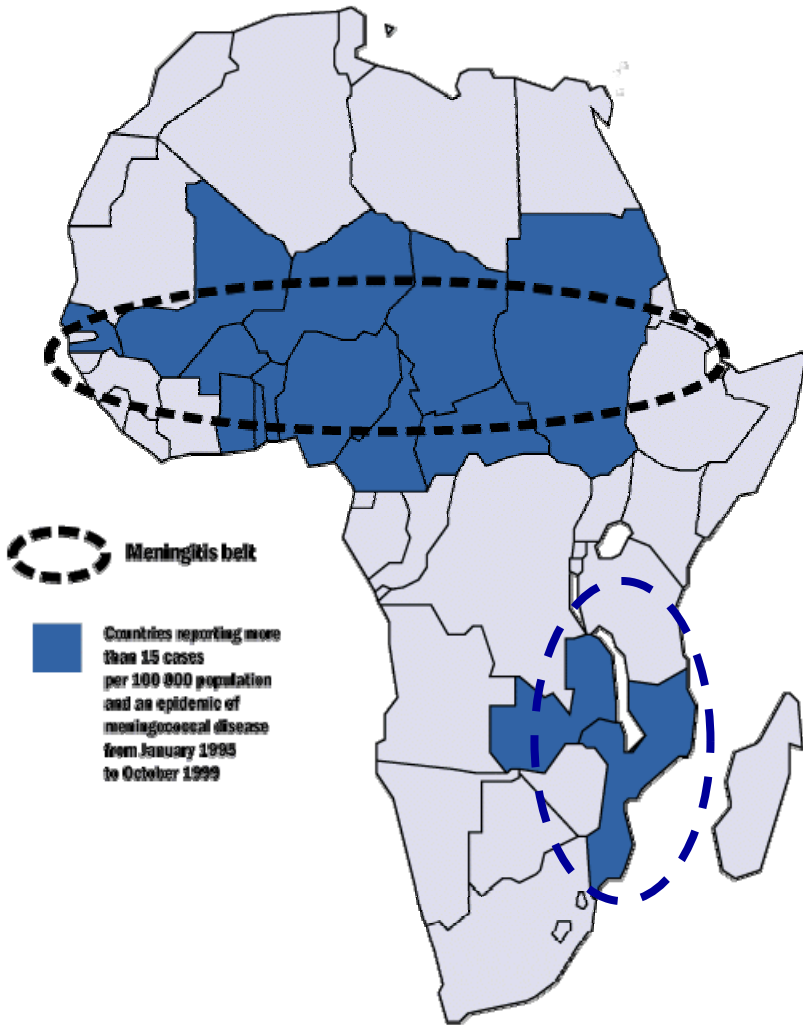 Meningitis belt
Countries reporting more
than 15 cases
per 100 000 population
and an epidemic of
meningococcal disease
from January 1995
to October 1999